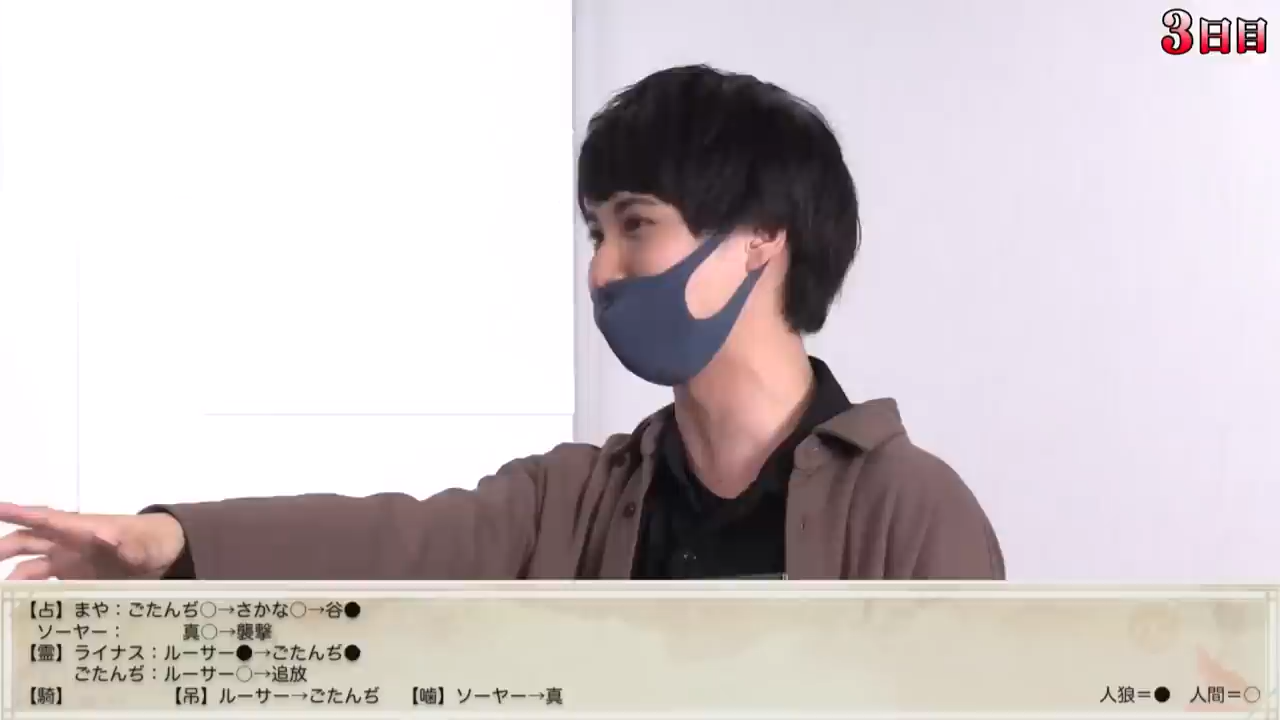 3日目
【占】まや：ごたんぢ○→さかな○→谷●
ソーヤー：　　　真○→襲撃
【霊】ライナス：ルーサー●→ごたんぢ●
ごたんぢ：ルーサー○→追放
【騎】　　　　　【吊】ルーサー→ごたんぢ　【噛】ソーヤー→真　　　人狼＝●　人間＝○